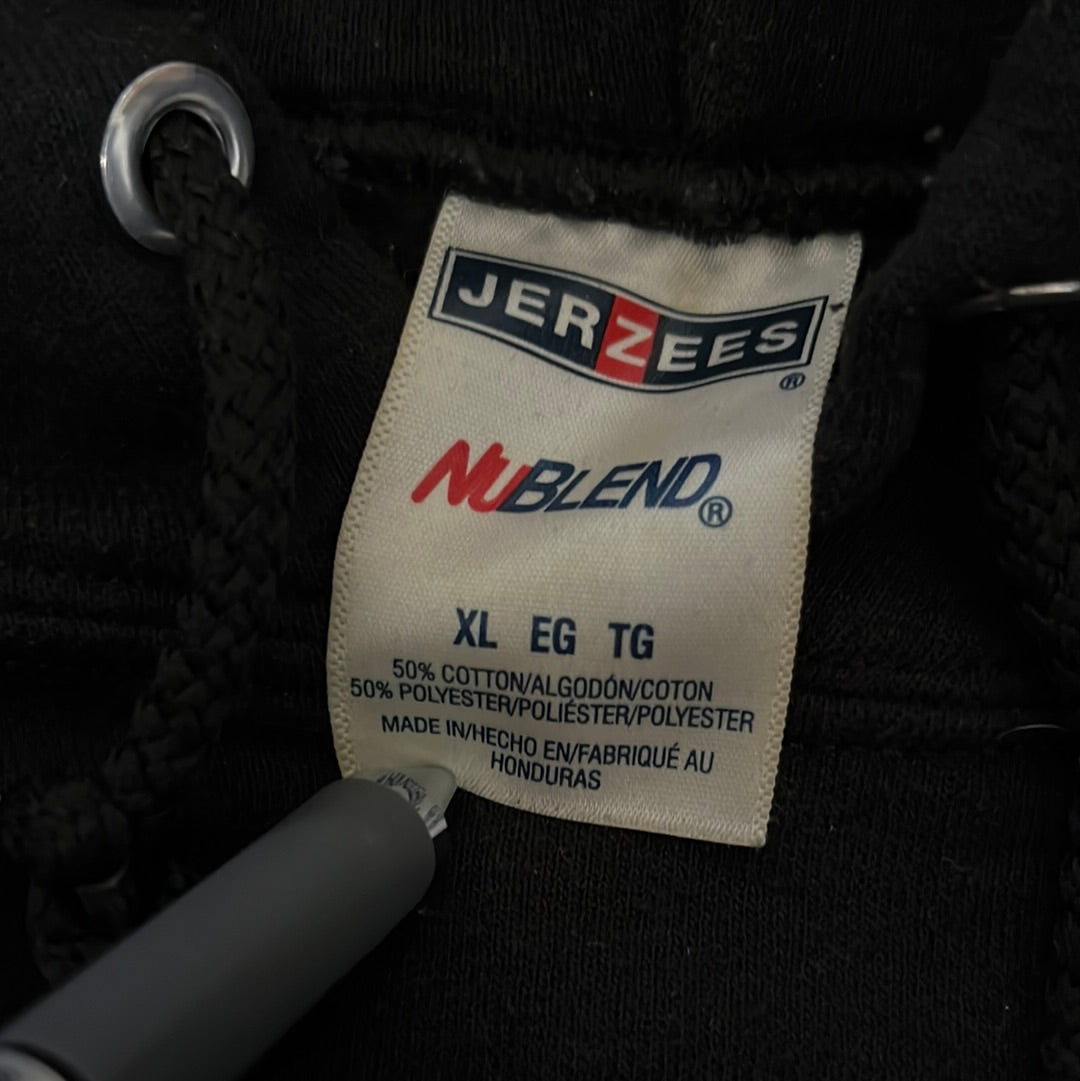 JERZEES
®
NUBLEND®
XL EG TG
50% COTTON/ALGODÓN/COTON
50% POLYESTER/POLIÉSTER/POLYESTER
MADE IN/HECHO EN/FABRIQUÉ AU
HONDURAS